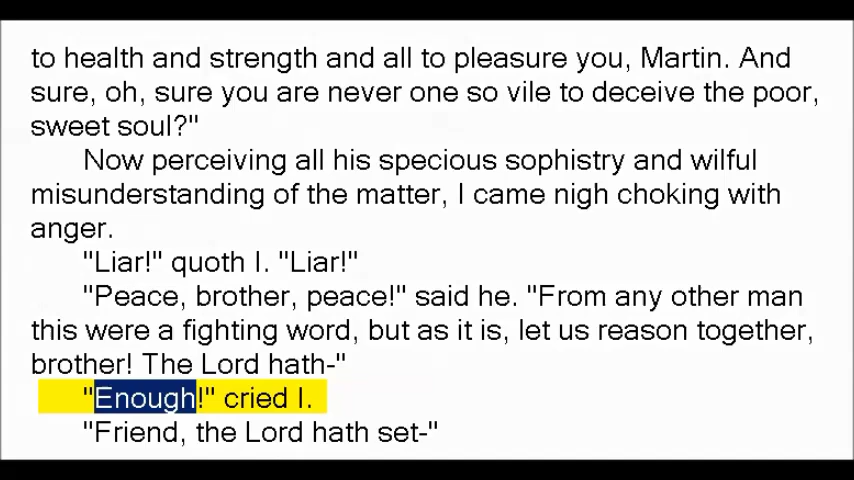 to health and strength and all to pleasure you, Martin. And
sure, oh, sure you are never one so vile to deceive the poor,
sweet soul?"
Now perceiving all his specious sophistry and wilful
misunderstanding of the matter, I came nigh choking with
anger.
"Liar!" quoth I. "Liar!"
"Peace, brother, peace!" said he. "From any other man
this were a fighting word, but as it is, let us reason together,
brother! The Lord hath-"
"Enough!" cried I.
"Friend, the Lord hath set-"